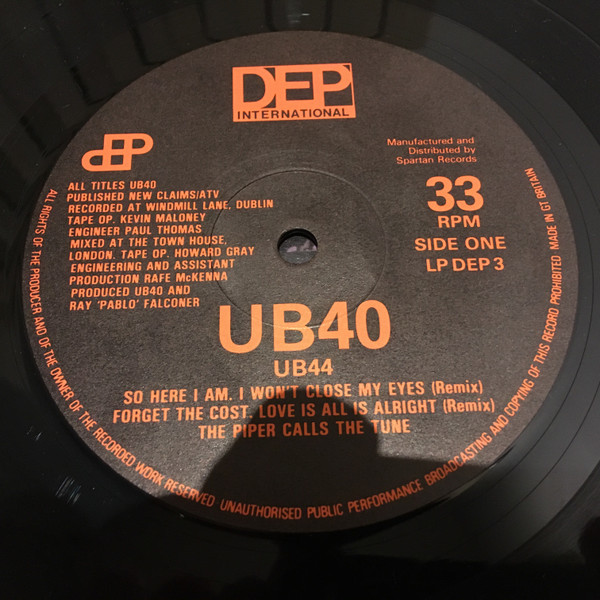 DEP
INTERNATIONAL
dEP
Manufactured and
Distributed by
Spartan Records
ALL TITLES UB40
PUBLISHED NEW CLAIMS/ATV
RECORDED AT WINDMILL LANE, DUBLIN
TAPE OP. KEVIN MALONEY
ENGINEER PAUL THOMAS
MIXED AT THE TOWN HOUSE,
LONDON. TAPE OP. HOWARD GRAY
ENGINEERING AND ASSISTANT
PRODUCTION RAFE McKENNA
PRODUCED UB40 AND
RAY 'PABLO' FALCONER
33
RPM
SIDE ONE
LP DEP 3
UB40
UB44
SO HERE I AM. I WON'T CLOSE MY EYES (Remix)
FORGET THE COST. LOVE IS ALL IS ALRIGHT (Remix)
THE PIPER CALLS THE TUNE
ALL RIGHTS OF THE PRODUCER AND OF THE OWNER OF THE RECORDED WORK RESERVED UNAUTHORISED PUBLIC PERFORMANCE BROADCASTING AND COPYING OF THIS RECORD PROHIBITED MADE IN GT BRITAIN